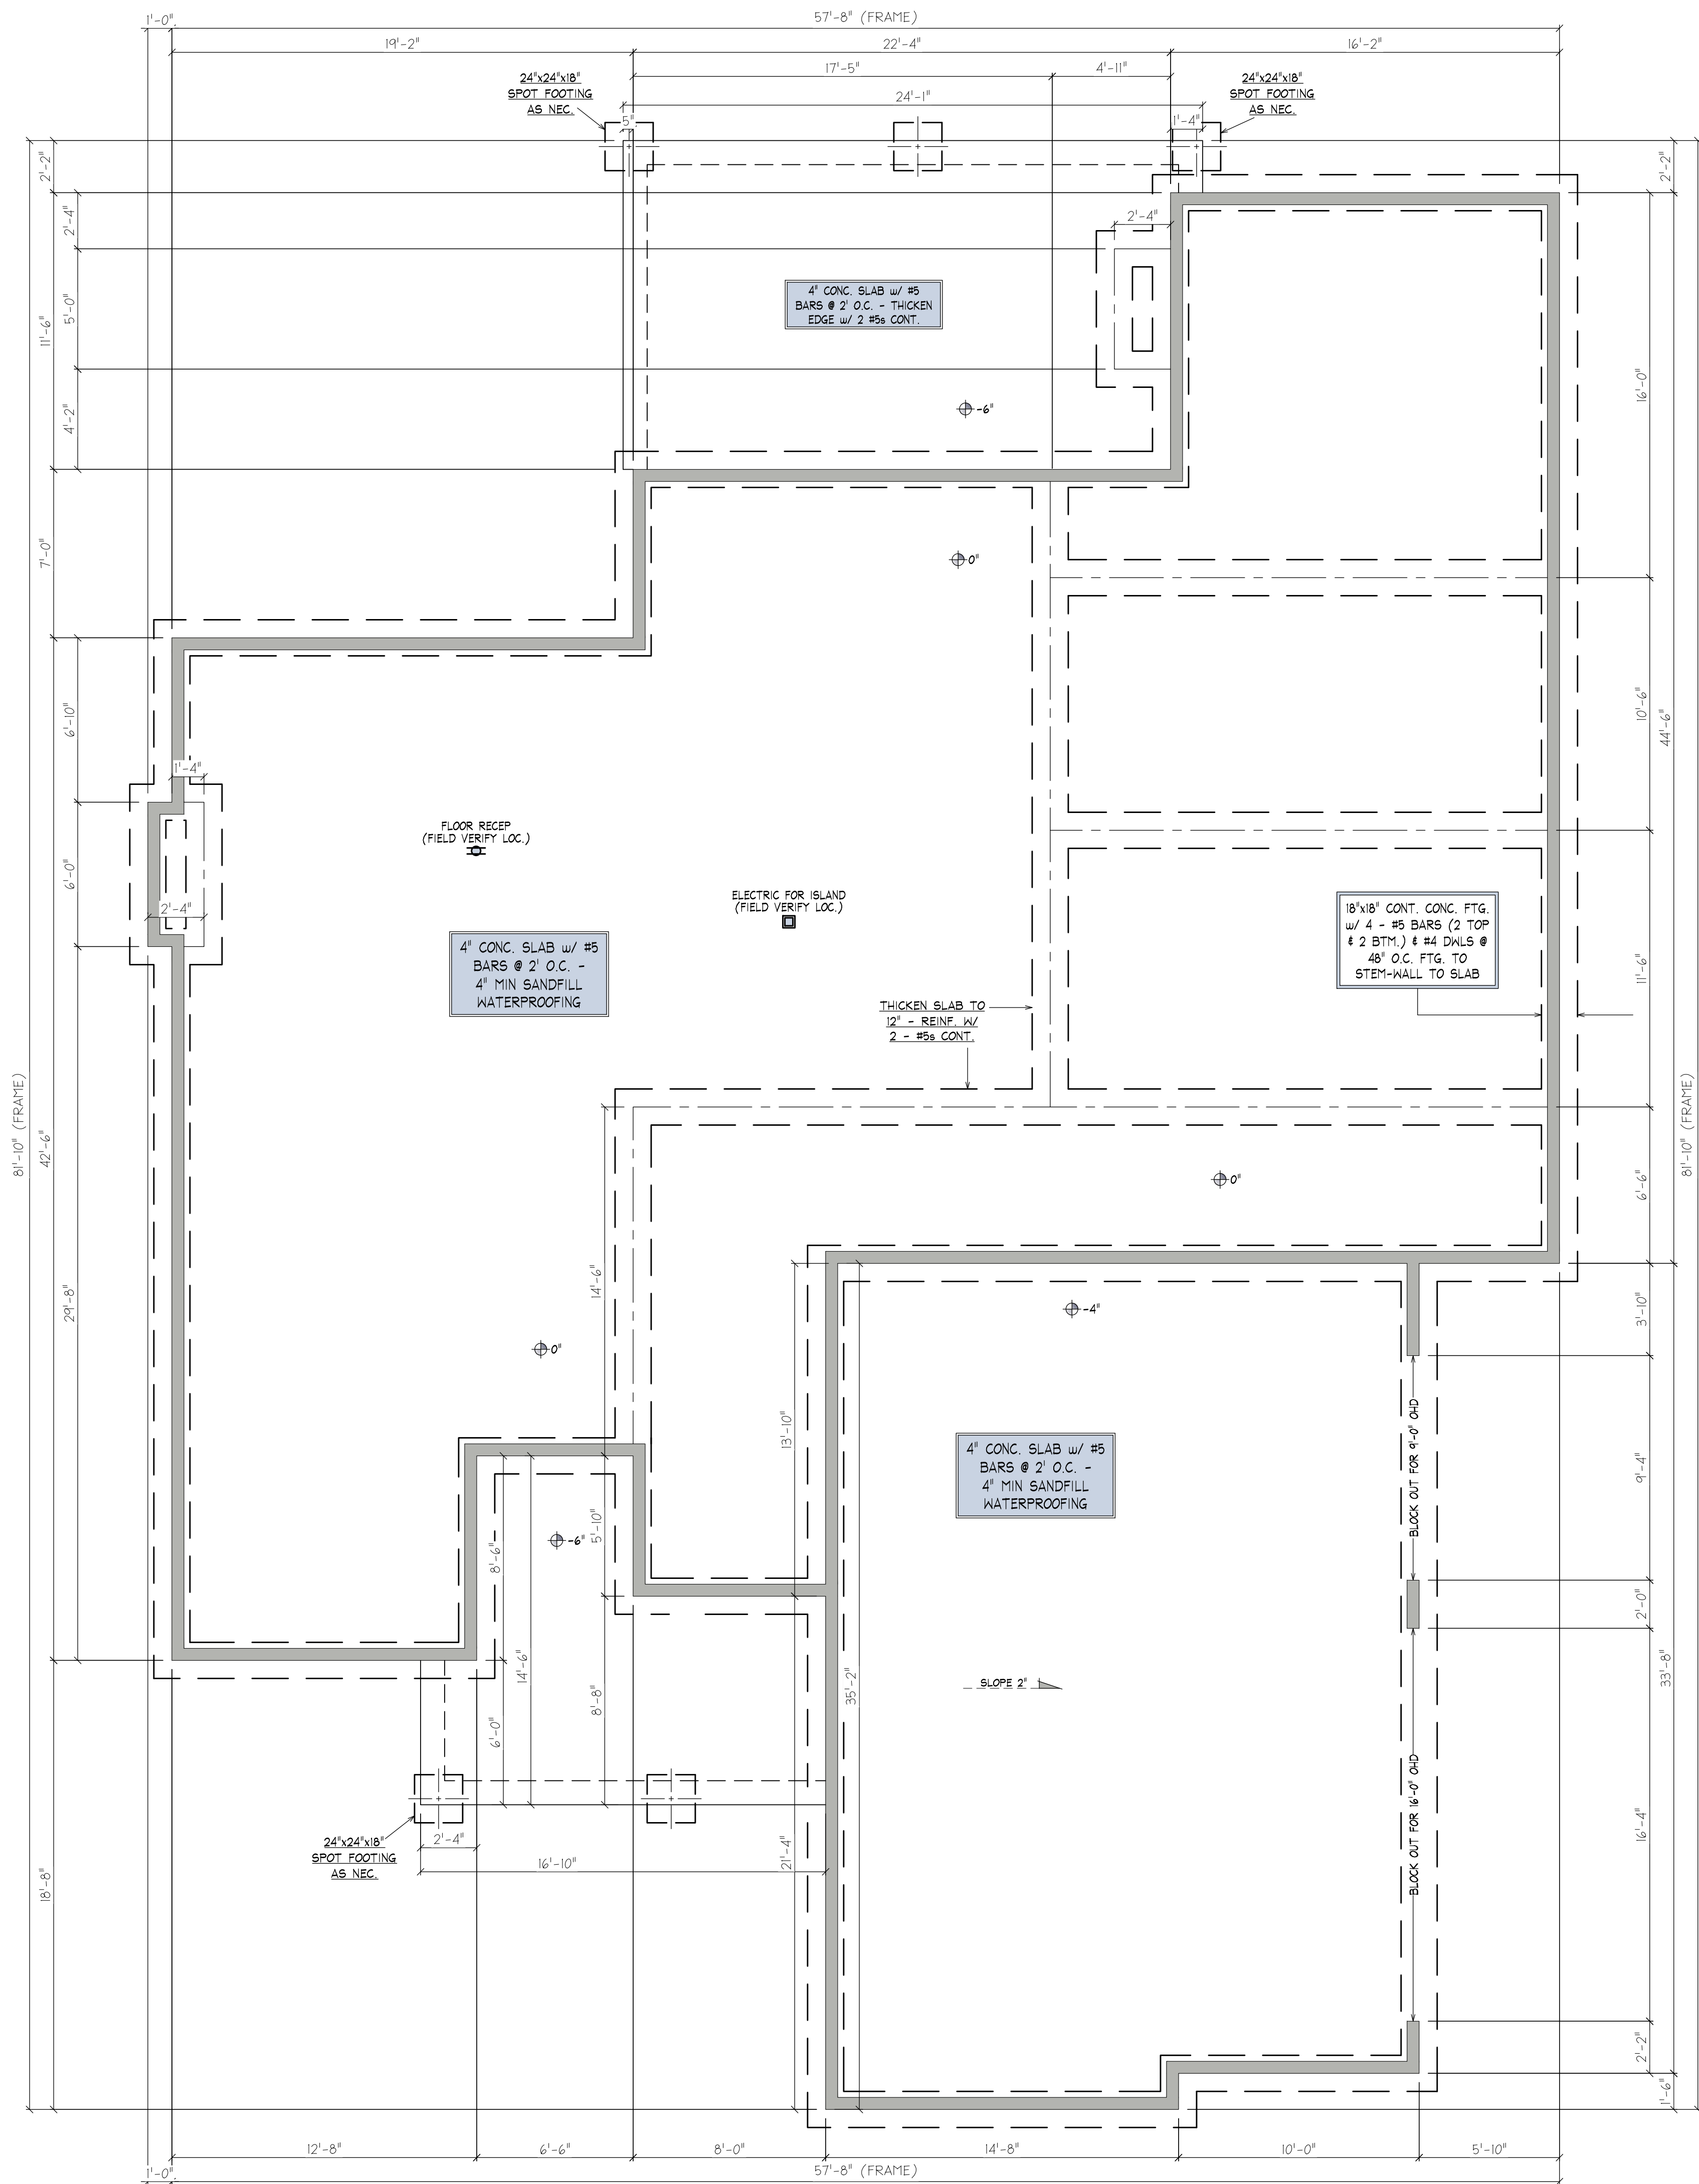 1'-0"
57'-8" (FRAME)
19'-2"
22'-4"
16'-2"
17'-5"
4'-11"
24"x24"x18"
SPOT FOOTING
AS NEC.
24'-1"
24"x24"x18"
SPOT FOOTING
AS NEC.
5"
1'-4"
2'-2"
2'-2"
2'-4"
2'-4"
5'-0"
11'-6"
4'-2"
4" CONC. SLAB w/ #5
BARS @ 2' O.C. - THICKEN
EDGE w/ 2 #5s CONT.
-6"
16'-0"
7'-0"
0"
6'-10"
10'-6"
44'-6"
1'-4"
6'-0"
2'-4"
FLOOR RECEP
(FIELD VERIFY LOC.)
ELECTRIC FOR ISLAND
(FIELD VERIFY LOC.)
4" CONC. SLAB w/ #5
BARS @ 2' O.C. -
4" MIN SANDFILL
WATERPROOFING
18"x18" CONT. CONC. FTG.
w/ 4 - #5 BARS (2 TOP
& 2 BTM.) & #4 DWLS @
48" O.C. FTG. TO
STEM-WALL TO SLAB
11'-6"
THICKEN SLAB TO
12" - REINF. W/
2 - #5s CONT.
81'-10" (FRAME)
42'-6"
81'-10" (FRAME)
0"
6'-6"
29'-8"
14'-6"
-4"
3'-10"
0"
13'-10"
BLOCK OUT FOR 9'-0" OHD
9'-4"
4" CONC. SLAB w/ #5
BARS @ 2' O.C. -
4" MIN SANDFILL
WATERPROOFING
-6"
8'-6"
5'-10"
2'-0"
14'-6"
35'-2"
33'-8"
SLOPE 2"
6'-0"
8'-8"
BLOCK OUT FOR 16'-0" OHD
16'-4"
24"x24"x18"
SPOT FOOTING
AS NEC.
2'-4"
16'-10"
21'-4"
18'-8"
2'-2"
1'-6"
12'-8"
6'-6"
8'-0"
14'-8"
10'-0"
5'-10"
1'-0"
57'-8" (FRAME)